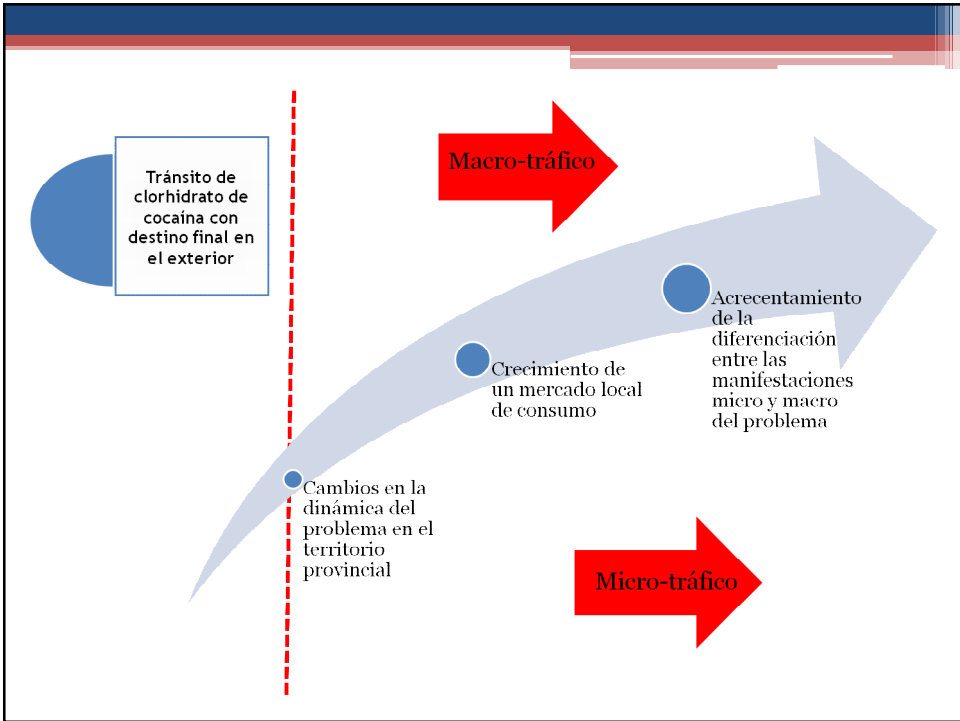 Tránsito de
clorhidrato de
cocaína con
destino final en
el exterior
Macro-tráfico
Acrecentamiento
de la
diferenciación
entre las
manifestaciones
micro y macro
del problema
Crecimiento de
un mercado local
de consumo
Cambios en la
dinámica del
problema en el
territorio
provincial
Micro-tráfico